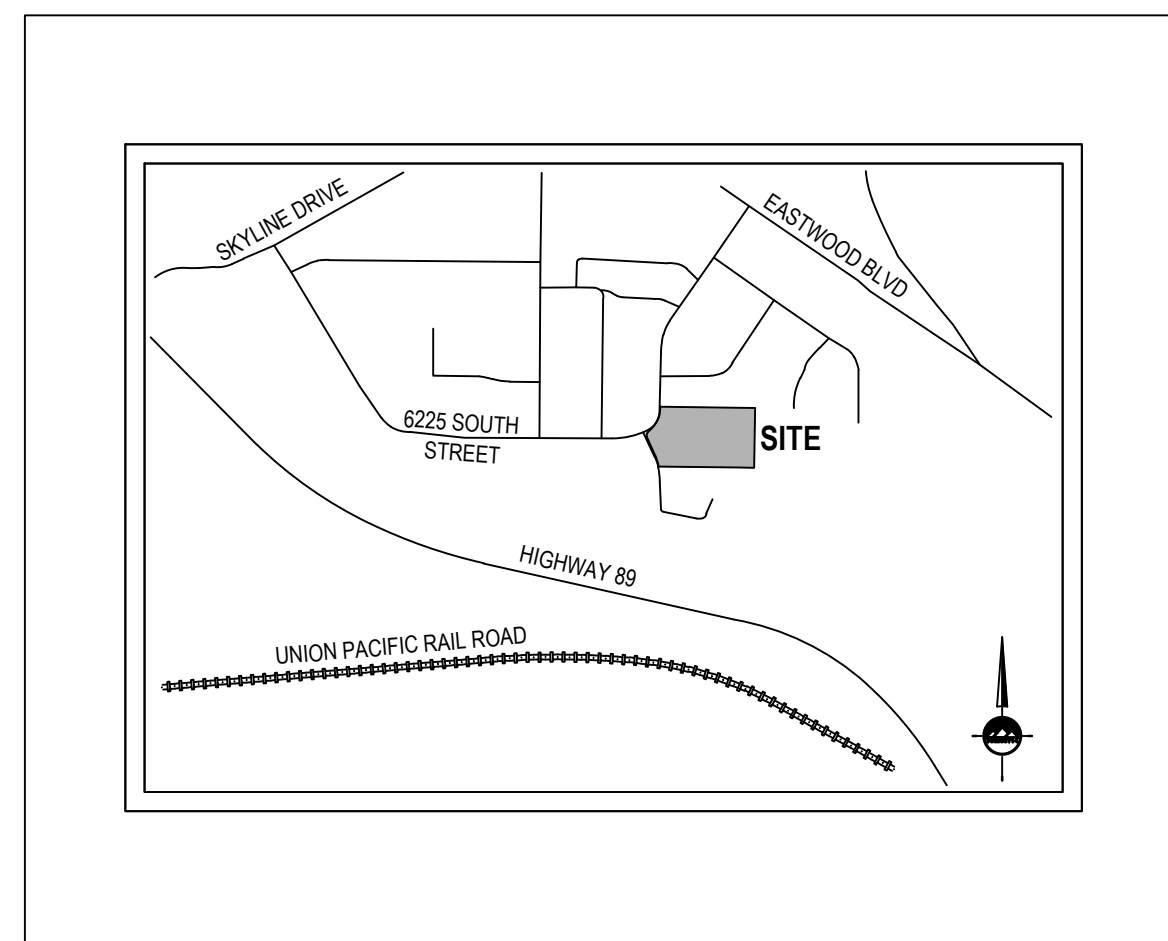 SKYLINE DRIVE
EASTWOOD BLVD
6225 SOUTH
STREET
SITE
HIGHWAY 89
UNION PACIFIC RAIL ROAD